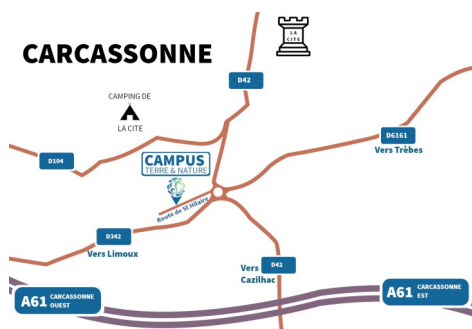 LA
CITE
CARCASSONNE
D42
CAMPING DE
LA CITE
D6161
Vers Trèbes
D104
CAMPUS
TERRE & NATURE
Route de St Hilaire
D342
Vers Limoux
Vers
Cazilhac
D42
A61 CARCASSONNE
OUEST
A61 CARCASSONNE
EST